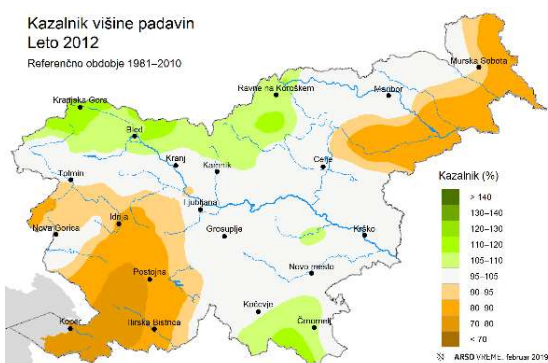 Kazalnik višine padavin
Leto 2012
Referenčno obdobje 1981–2010
Murska Sobota
Ravne na Koroškem
Maribor
Kranjska Gora
Bled
Kranj
Kamnik
Celje
Tolmin
Ljubljana
Idrija
Nova Gorica
Grosuplje
Krško
Postojna
Novo mesto
Kočevje
Črnomelj
Koper
Ilirska Bistrica
Kazalnik (%)
> 140
130–140
120–130
110–120
105–110
95–105
90–95
80–90
70–80
< 70
ARSO VREME, februar 2019